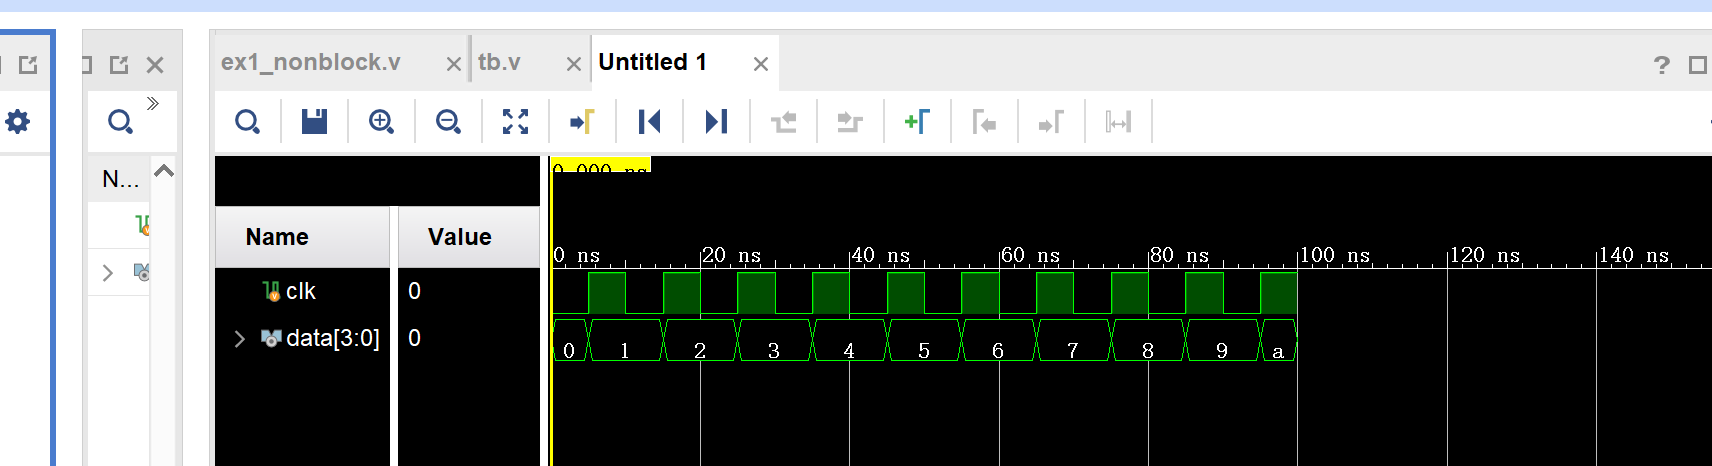 ex1_nonblock.v tb.v Untitled 1
?
N...
0.000 ns
Name Value
0 ns 20 ns 40 ns 60 ns 80 ns 100 ns 120 ns 140 ns
clk 0
data[3:0] 0 0 1 2 3 4 5 6 7 8 9 a